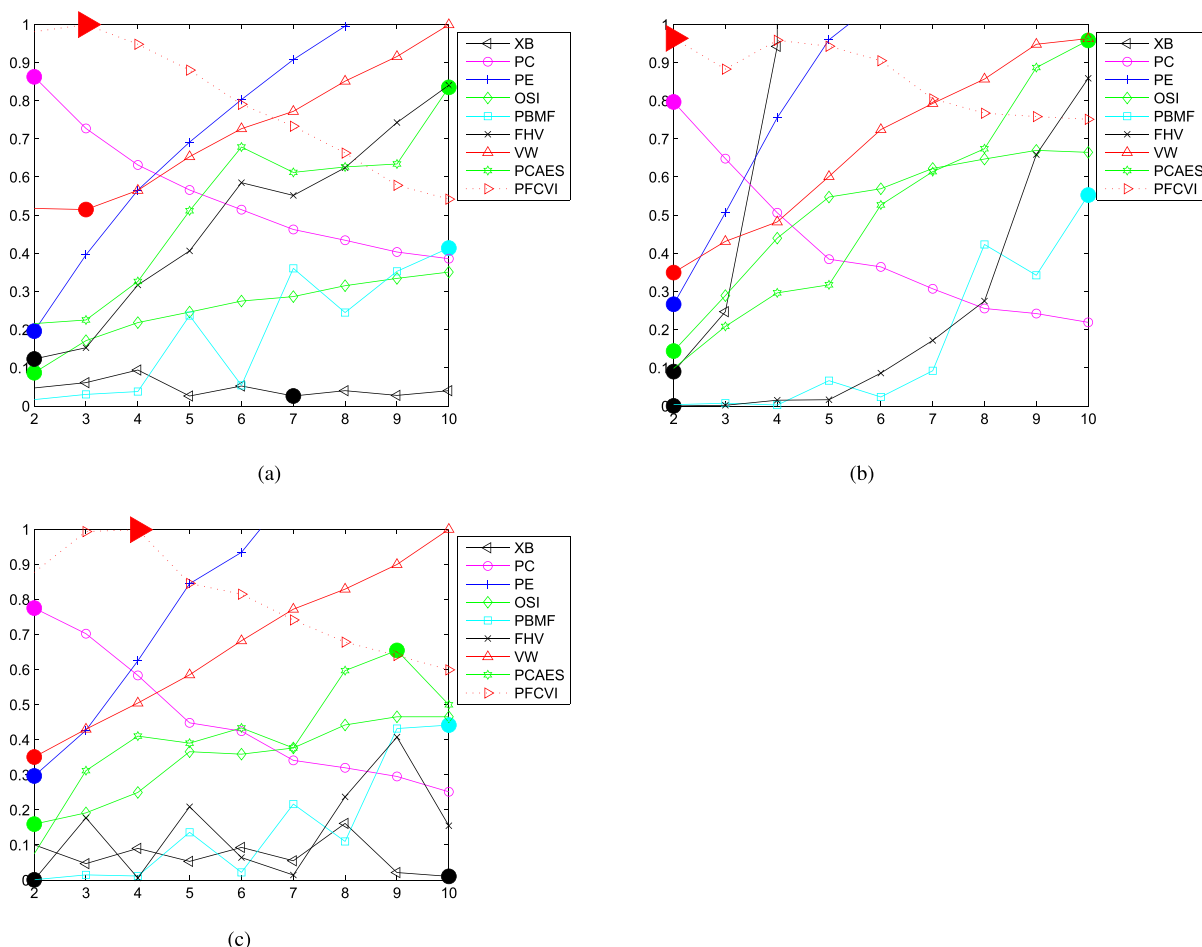 1
0.9
0.8
0.7
0.6
0.5
0.4
0.3
0.2
0.1
0
2 3 4 5 6 7 8 9 10
XB
PC
PE
OSI
PBMF
FHV
VW
PCAES
PFCVI
(a)
1
0.9
0.8
0.7
0.6
0.5
0.4
0.3
0.2
0.1
0
2 3 4 5 6 7 8 9 10
XB
PC
PE
OSI
PBMF
FHV
VW
PCAES
PFCVI
(b)
1
0.9
0.8
0.7
0.6
0.5
0.4
0.3
0.2
0.1
0
2 3 4 5 6 7 8 9 10
XB
PC
PE
OSI
PBMF
FHV
VW
PCAES
PFCVI
(c)